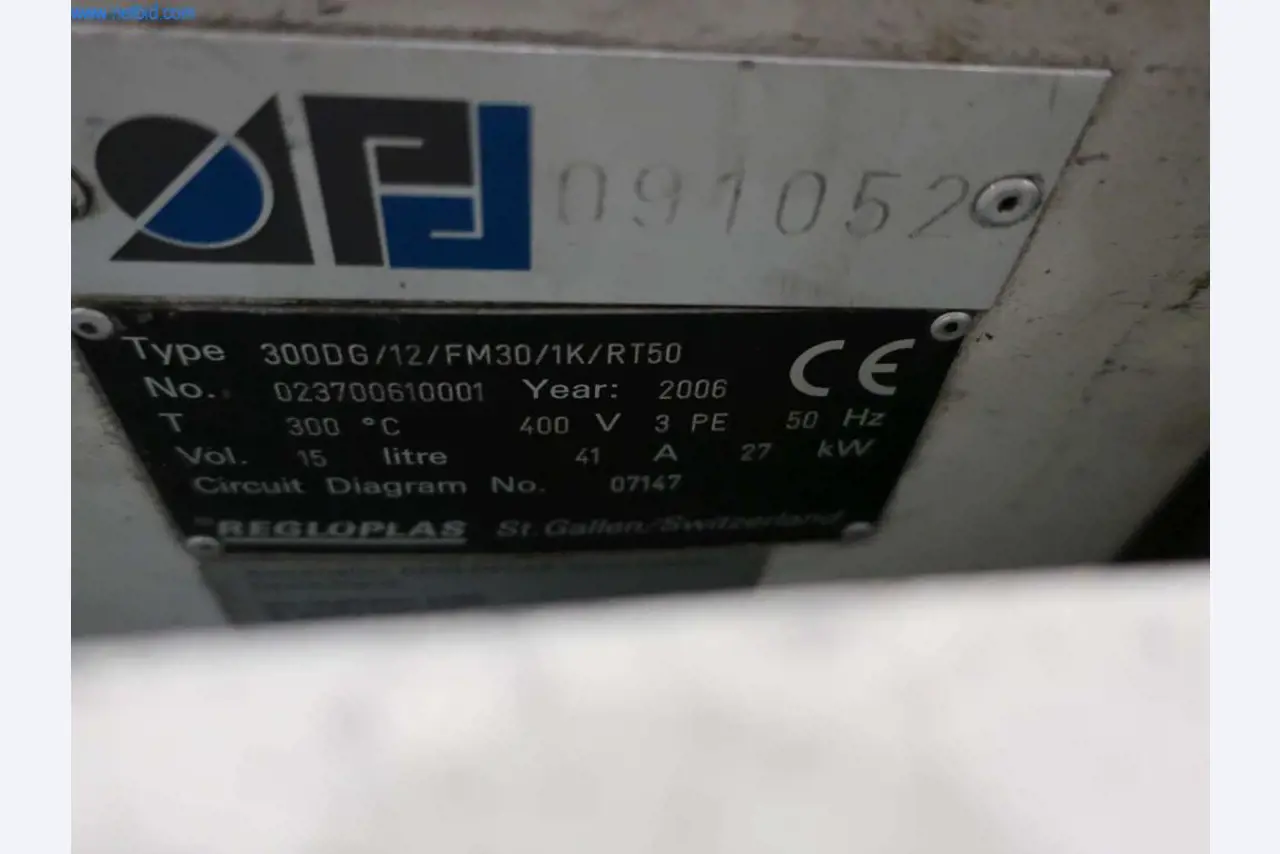 www.netbid.com
091052
Type 300DG/12/FM30/1K/RT50
No.: 023700610001 Year: 2006 CE
T 300 °C 400 V 3 PE 50 Hz
Vol. 15 litre 41 A 27 kW
Circuit Diagram No. 07147
REGLOPLAS St. Gallen/Switzerland